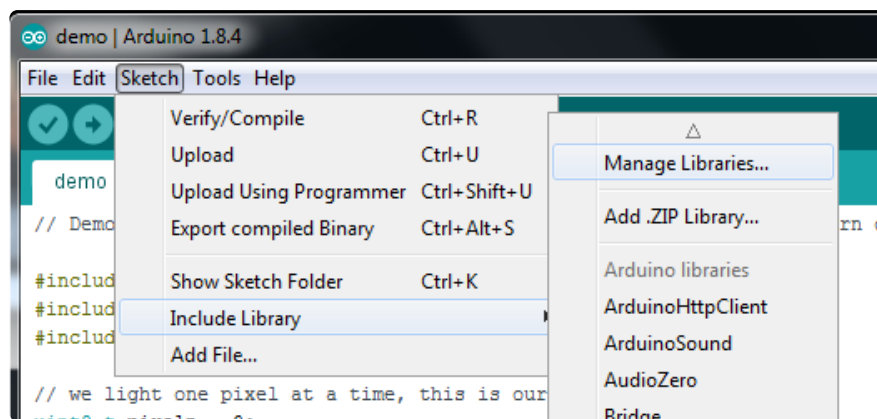 demo | Arduino 1.8.4
File Edit Sketch Tools Help
Verify/Compile Ctrl+R
Upload Ctrl+U
Upload Using Programmer Ctrl+Shift+U
Export compiled Binary Ctrl+Alt+S
Show Sketch Folder Ctrl+K
Include Library
Add File...
Manage Libraries...
Add .ZIP Library...
Arduino libraries
ArduinoHttpClient
ArduinoSound
AudioZero
Bridge
demo
// Demo
#includ
#includ
#includ
// we light one pixel at a time, this is our